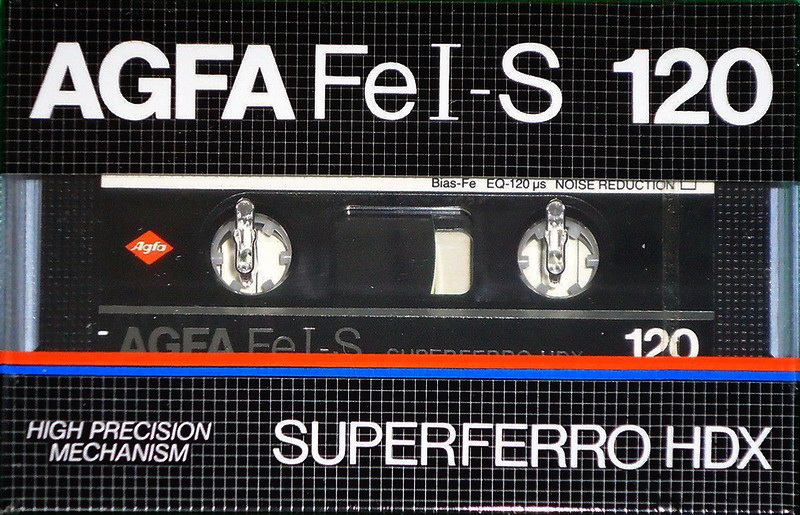 AGFA Fe I-S 120
Bias-Fe EQ-120 µs NOISE REDUCTION
Agfa
AGFA Fe I-S SUPERFERRO HDX 120
HIGH PRECISION
MECHANISM
SUPERFERRO HDX